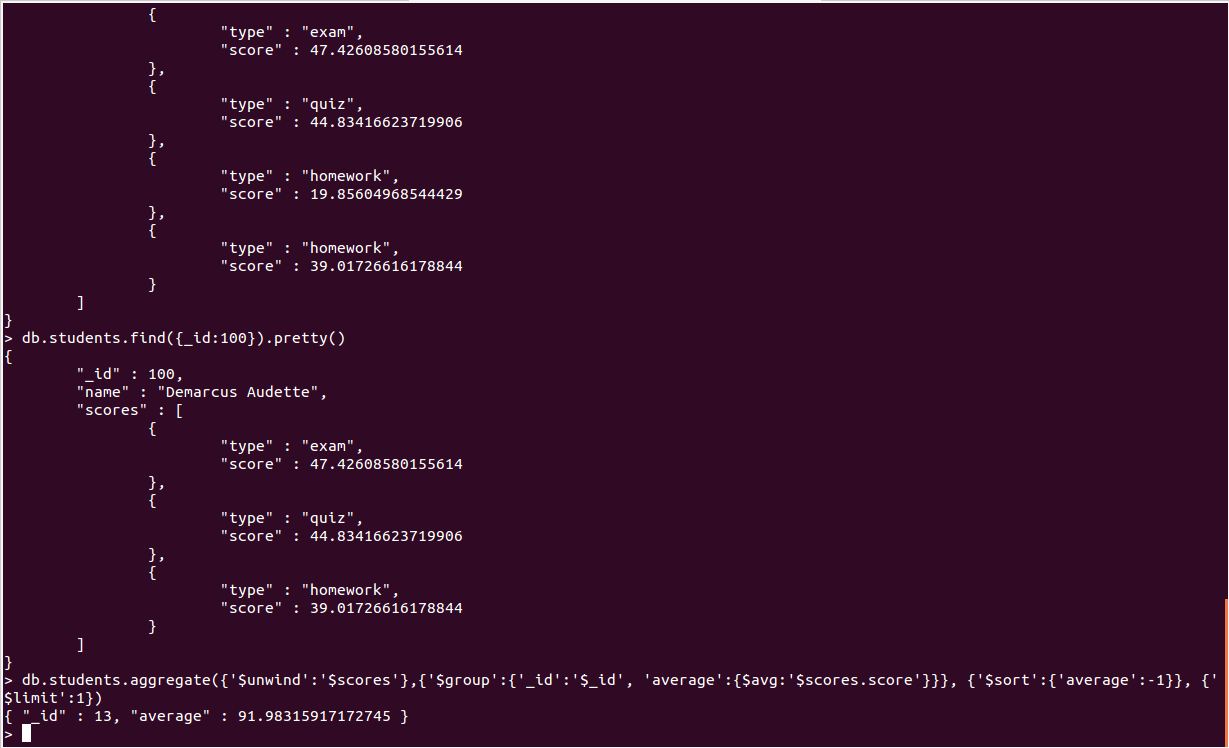 {
"type" : "exam",
"score" : 47.42608580155614
},
{
"type" : "quiz",
"score" : 44.83416623719906
},
{
"type" : "homework",
"score" : 19.85604968544429
},
{
"type" : "homework",
"score" : 39.01726616178844
}
]
}
> db.students.find({_id:100}).pretty()
{
"_id" : 100,
"name" : "Demarcus Audette",
"scores" : [
{
"type" : "exam",
"score" : 47.42608580155614
},
{
"type" : "quiz",
"score" : 44.83416623719906
},
{
"type" : "homework",
"score" : 39.01726616178844
}
]
}
> db.students.aggregate({'$unwind':'$scores'},{'$group':{'_id':'$_id', 'average':{$avg:'$scores.score'}}}, {'$sort':{'average':-1}}, {'
$limit':1})
{ "_id" : 13, "average" : 91.98315917172745 }
>